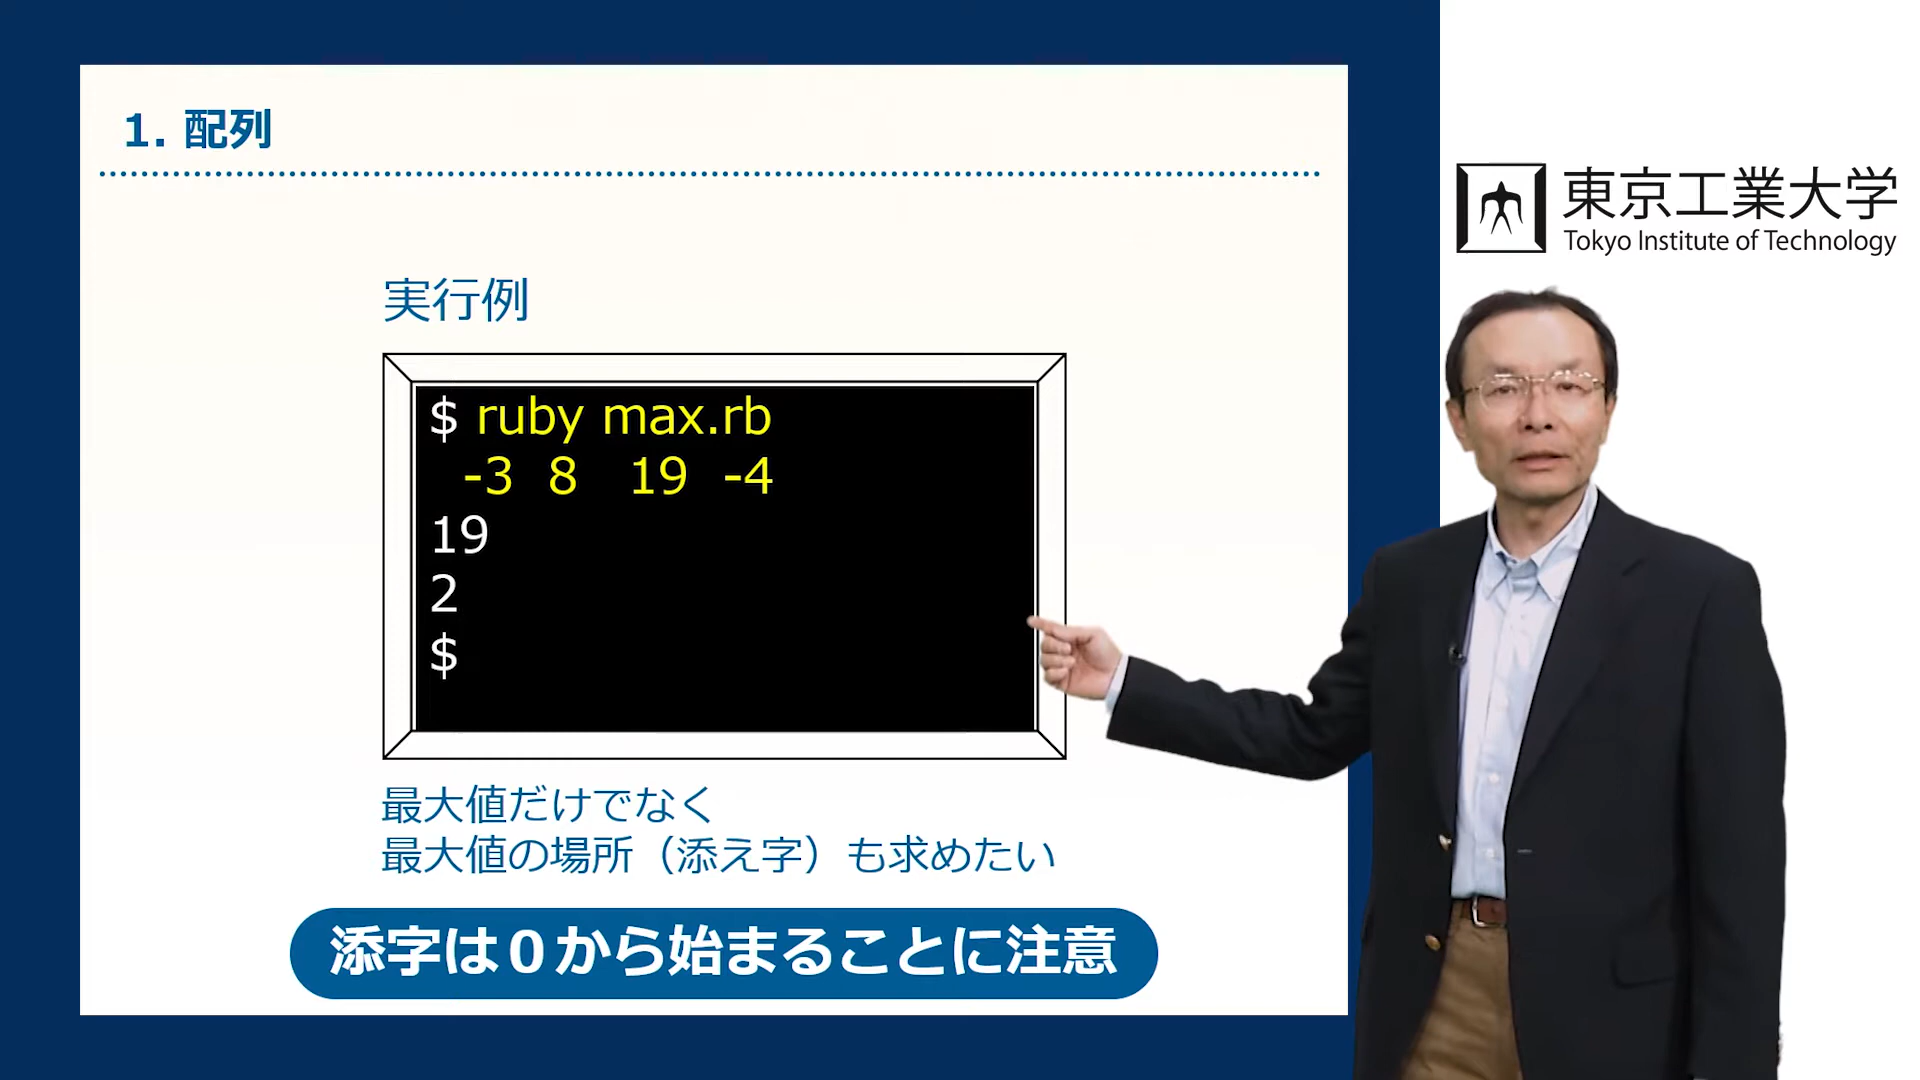 1. 配列
東京工業大学
Tokyo Institute of Technology
実行例
$ ruby max.rb
-3 8 19 -4
19
2
$
最大値だけでなく
最大値の場所（添え字）も求めたい
添字は０から始まることに注意